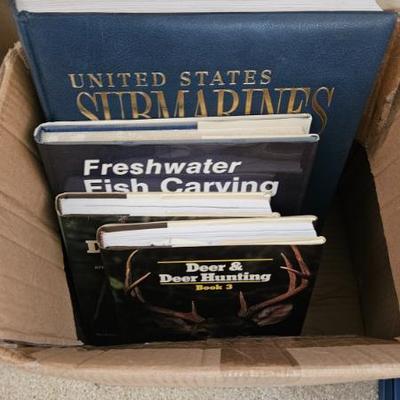 UNITED STATES
SUBMARINES
Freshwater
Fish Carving
D
Deer &
Deer Hunting
Book 3